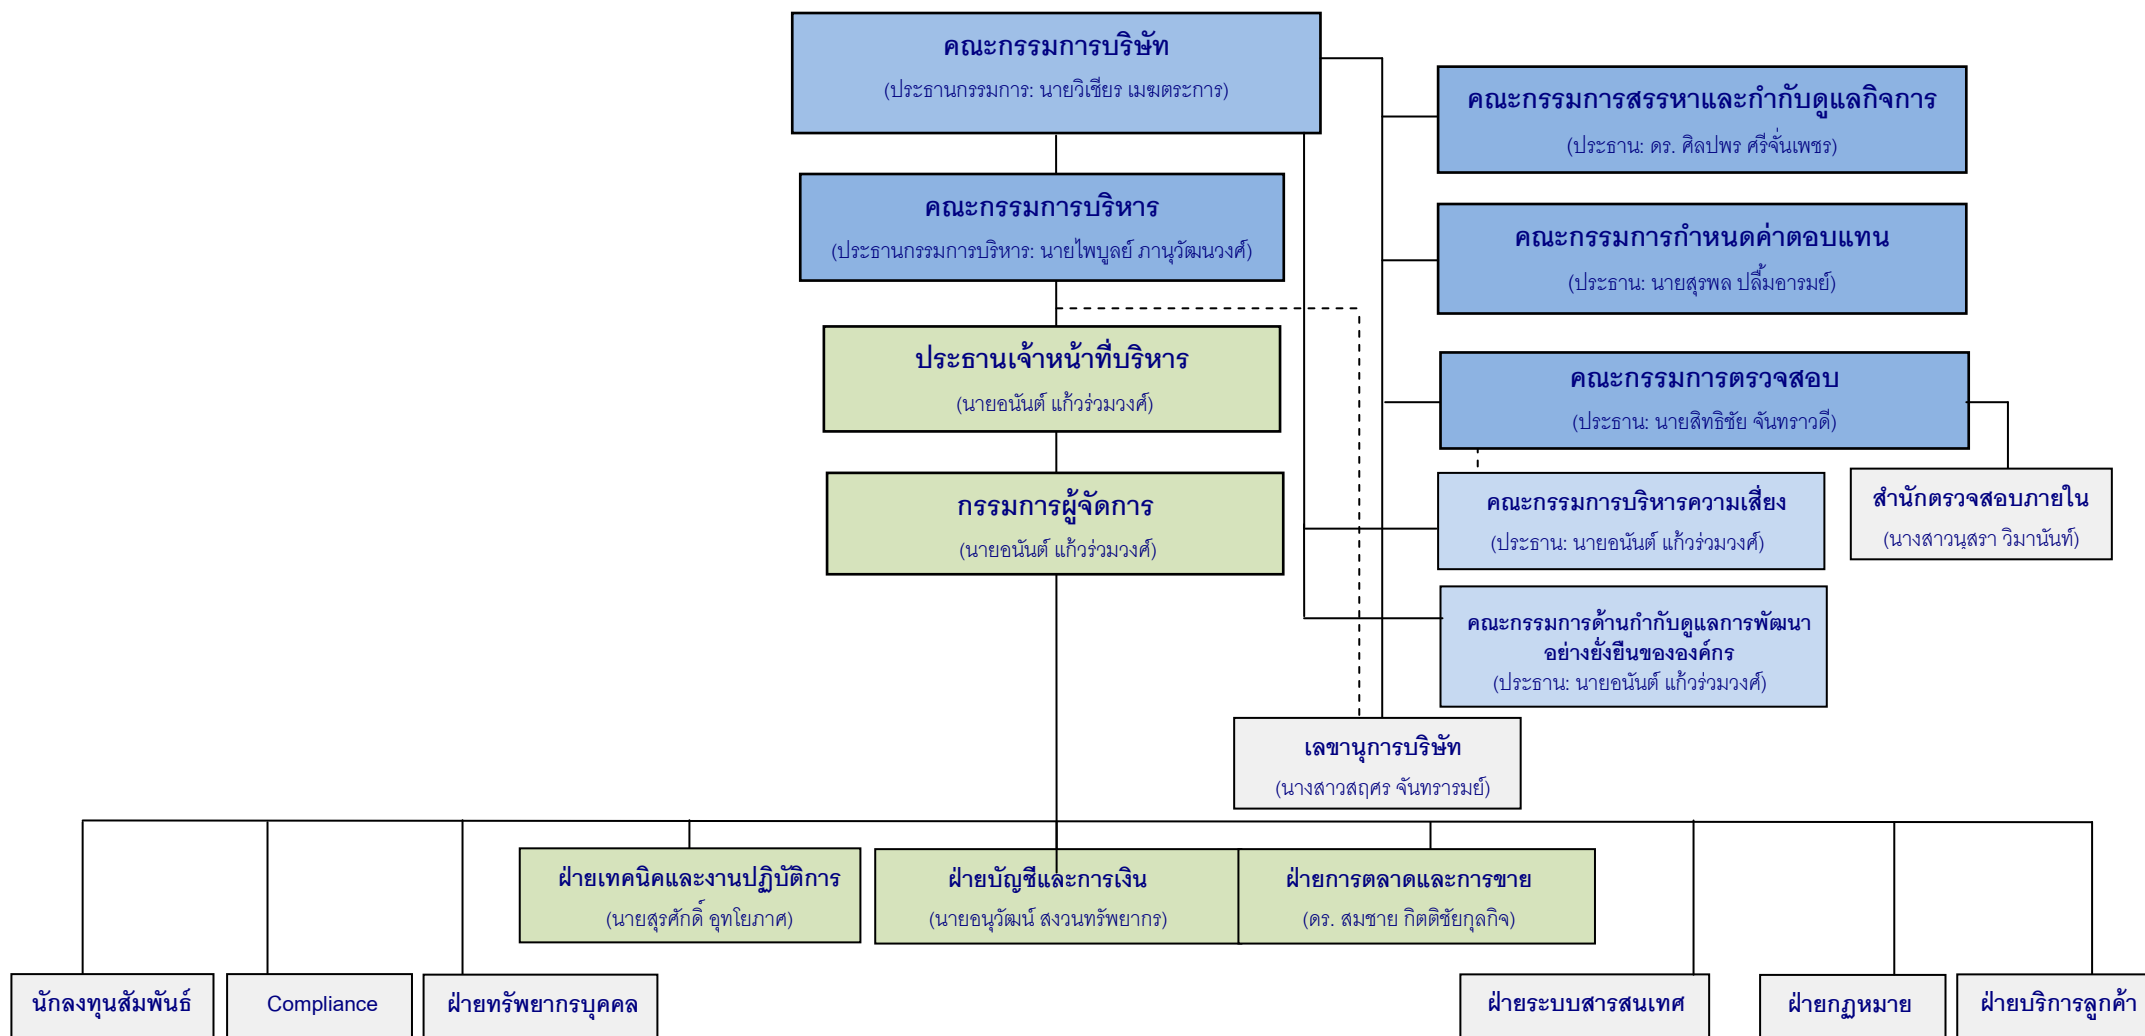 คณะกรรมการบริษัท
(ประธานกรรมการ: นายวิเชียร เมฆตระการ)
คณะกรรมการสรรหาและกำกับดูแลกิจการ
(ประธาน: ดร. ศิลปพร ศรีจั่นเพชร)
คณะกรรมการบริหาร
(ประธานกรรมการบริหาร: นายไพบูลย์ ภานุวัฒนวงศ์)
คณะกรรมการกำหนดค่าตอบแทน
(ประธาน: นายสุรพล ปลื้มอารมย์)
ประธานเจ้าหน้าที่บริหาร
(นายอนันต์ แก้วร่วมวงศ์)
คณะกรรมการตรวจสอบ
(ประธาน: นายสิทธิชัย จันทราวดี)
กรรมการผู้จัดการ
(นายอนันต์ แก้วร่วมวงศ์)
คณะกรรมการบริหารความเสี่ยง
(ประธาน: นายอนันต์ แก้วร่วมวงศ์)
สำนักตรวจสอบภายใน
(นางสาวนุสรา วิมานันท์)
คณะกรรมการด้านกำกับดูแลการพัฒนา
อย่างยั่งยืนขององค์กร
(ประธาน: นายอนันต์ แก้วร่วมวงศ์)
เลขานุการบริษัท
(นางสาวสฤศร จันทรารมย์)
ฝ่ายเทคนิคและงานปฏิบัติการ
(นายสุรศักดิ์ อุทโยภาศ)
ฝ่ายบัญชีและการเงิน
(นายอนุวัฒน์ สงวนทรัพยากร)
ฝ่ายการตลาดและการขาย
(ดร. สมชาย กิตติชัยกุลกิจ)
นักลงทุนสัมพันธ์
Compliance
ฝ่ายทรัพยากรบุคคล
ฝ่ายระบบสารสนเทศ
ฝ่ายกฎหมาย
ฝ่ายบริการลูกค้า